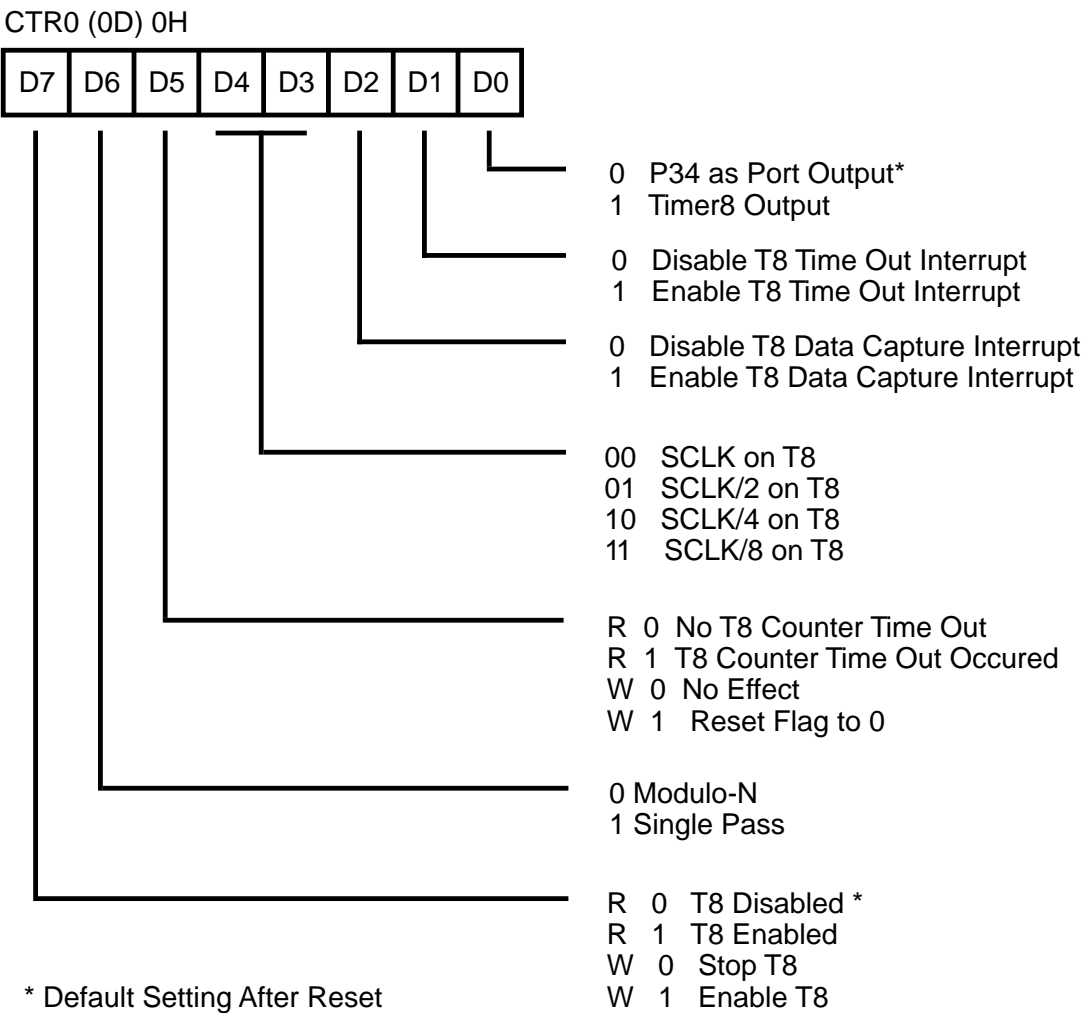 CTR0 (0D) 0H
D7 D6 D5 D4 D3 D2 D1 D0
0 P34 as Port Output*
1 Timer8 Output
0 Disable T8 Time Out Interrupt
1 Enable T8 Time Out Interrupt
0 Disable T8 Data Capture Interrupt
1 Enable T8 Data Capture Interrupt
00 SCLK on T8
01 SCLK/2 on T8
10 SCLK/4 on T8
11 SCLK/8 on T8
R 0 No T8 Counter Time Out
R 1 T8 Counter Time Out Occured
W 0 No Effect
W 1 Reset Flag to 0
0 Modulo-N
1 Single Pass
R 0 T8 Disabled *
R 1 T8 Enabled
W 0 Stop T8
W 1 Enable T8
* Default Setting After Reset